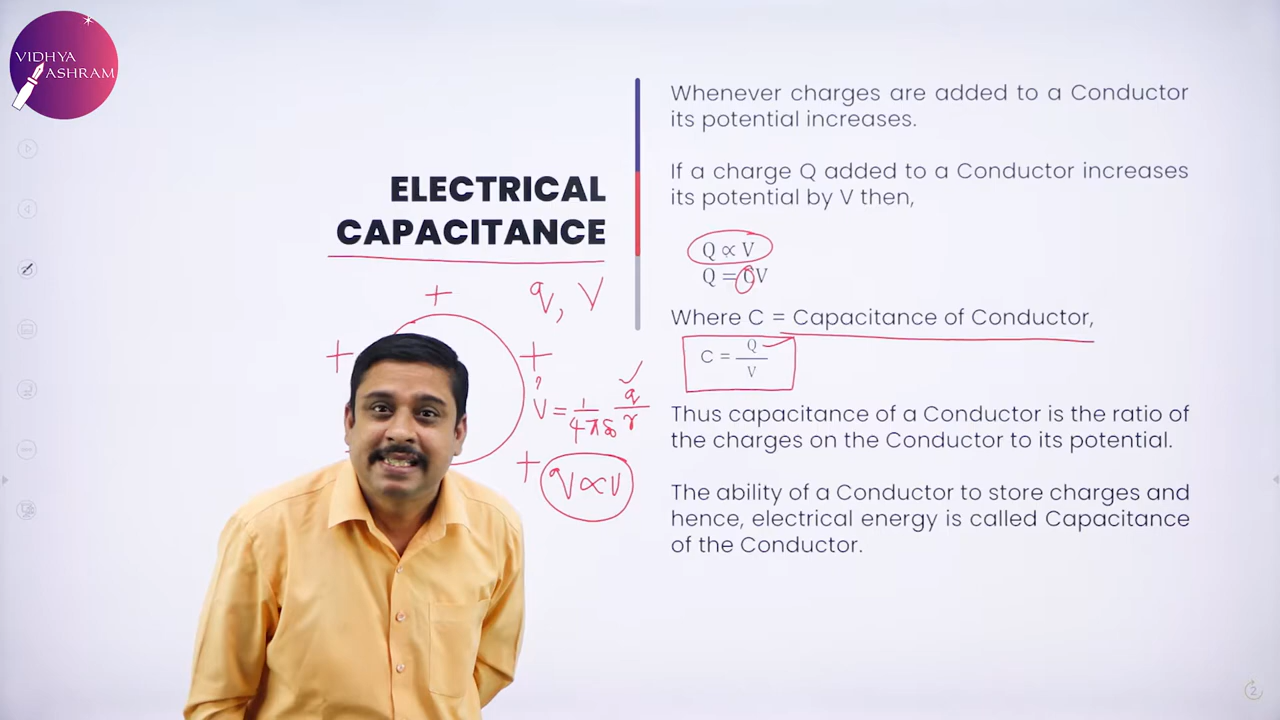 VIDHYA
ASHRAM
ELECTRICAL
CAPACITANCE
q, V
V = 1/4πε₀ q/r
q ∝ V
Whenever charges are added to a Conductor
its potential increases.
If a charge Q added to a Conductor increases
its potential by V then,
Q ∝ V
Q = CV
Where C = Capacitance of Conductor,
C = Q/V
Thus capacitance of a Conductor is the ratio of
the charges on the Conductor to its potential.
The ability of a Conductor to store charges and
hence, electrical energy is called Capacitance
of the Conductor.
2